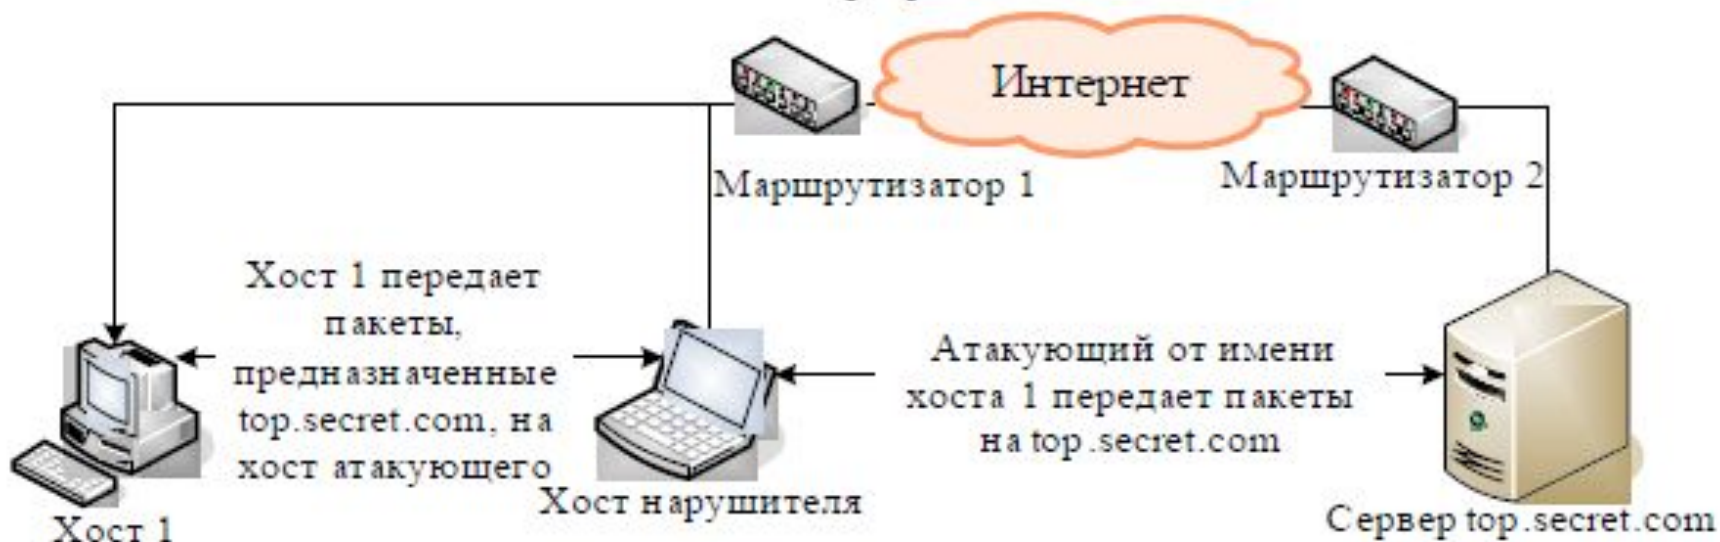 Интернет
Маршрутизатор 1
Маршрутизатор 2
Хост 1 передает
пакеты,
предназначенные
top.secret.com, на
хост атакующего
Атакующий от имени
хоста 1 передает пакеты
на top.secret.com
Хост 1
Хост нарушителя
Сервер top.secret.com